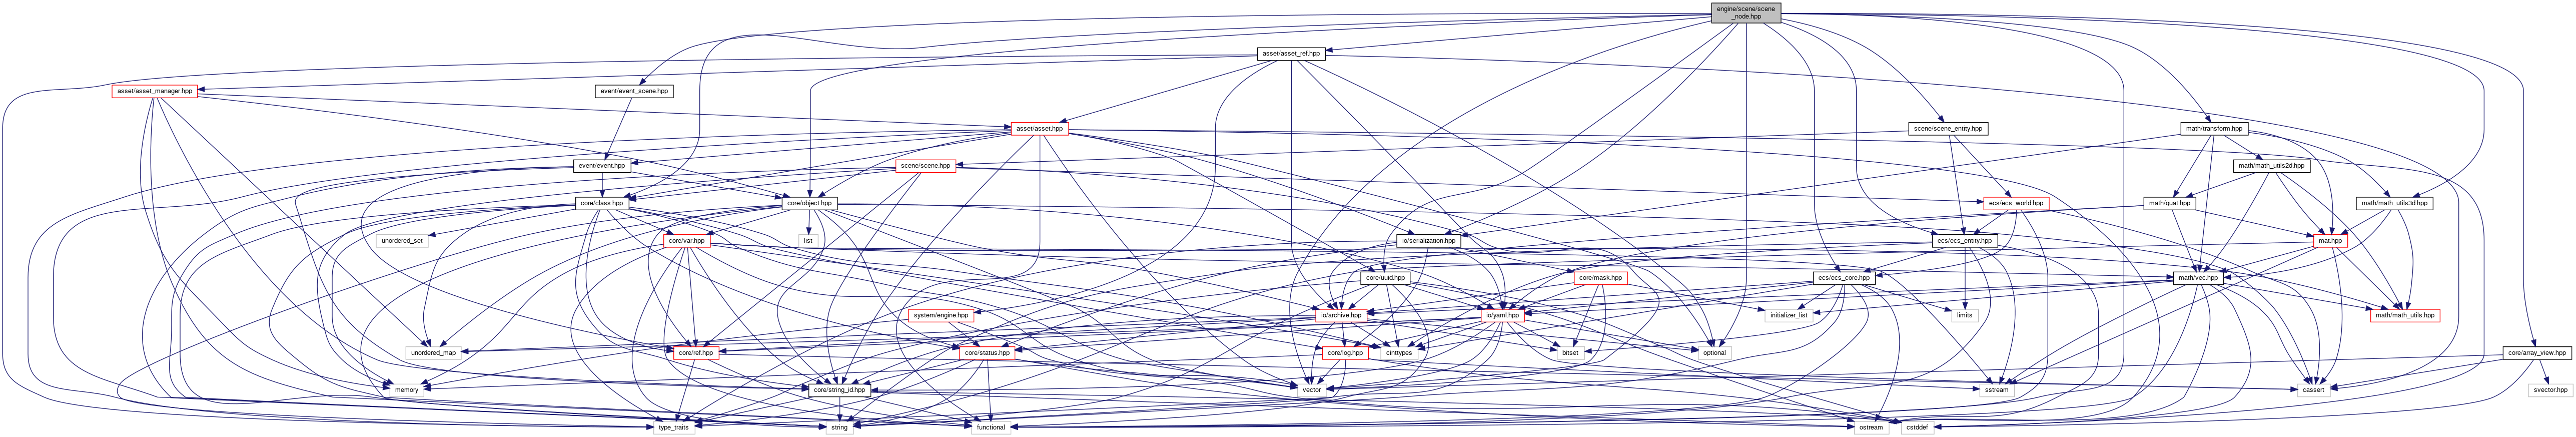 engine/scene/scene
_node.hpp
asset/asset_ref.hpp
asset/asset_manager.hpp
event/event_scene.hpp
asset/asset.hpp
scene/scene_entity.hpp
math/transform.hpp
event/event.hpp
scene/scene.hpp
math/math_utils2d.hpp
core/class.hpp
core/object.hpp
ecs/ecs_world.hpp
math/quat.hpp
math/math_utils3d.hpp
unordered_set
core/var.hpp
list
io/serialization.hpp
ecs/ecs_entity.hpp
mat.hpp
core/uuid.hpp
core/mask.hpp
ecs/ecs_core.hpp
math/vec.hpp
system/engine.hpp
io/archive.hpp
io/yaml.hpp
initializer_list
limits
math/math_utils.hpp
unordered_map
core/ref.hpp
core/status.hpp
core/log.hpp
cinttypes
bitset
optional
core/array_view.hpp
memory
core/string_id.hpp
vector
sstream
cassert
svector.hpp
type_traits
string
functional
ostream
cstddef